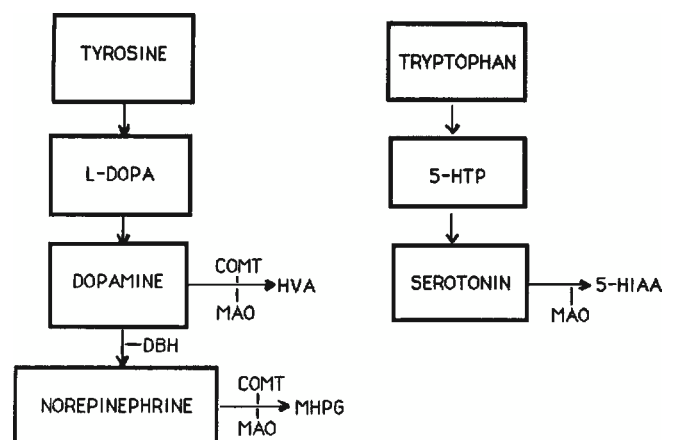 TYROSINE
L-DOPA
DOPAMINE
COMT
HVA
MAO
-DBH
NOREPINEPHRINE
COMT
MHPG
MAO
TRYPTOPHAN
5-HTP
SEROTONIN
5-HIAA
MAO